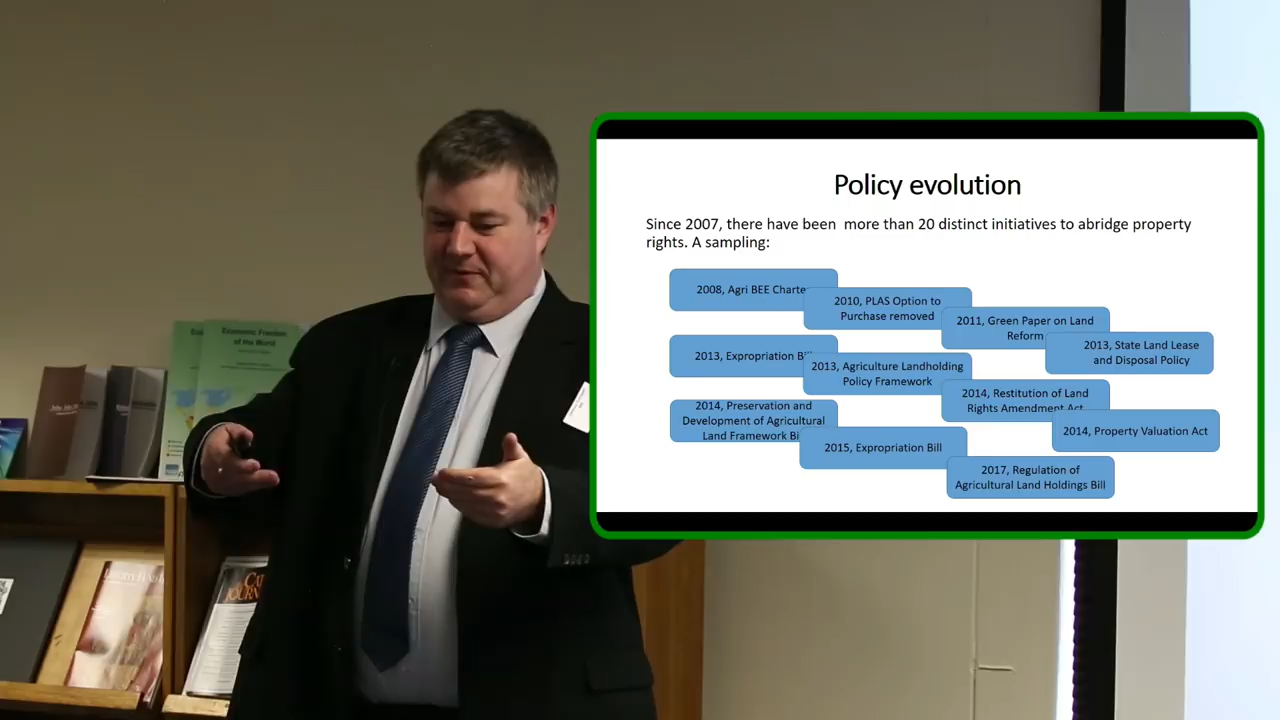 Policy evolution
Since 2007, there have been more than 20 distinct initiatives to abridge property
rights. A sampling:
2008, Agri BEE Charte
2010, PLAS Option to
Purchase removed
2011, Green Paper on Land
Reform
2013, State Land Lease
and Disposal Policy
2013, Expropriation Bi
2013, Agriculture Landholding
Policy Framework
2014, Restitution of Land
Rights Amendment Act
2014, Property Valuation Act
2014, Preservation and
Development of Agricultural
Land Framework Bi
2015, Expropriation Bill
2017, Regulation of
Agricultural Land Holdings Bill
Economic Freedom
of the World